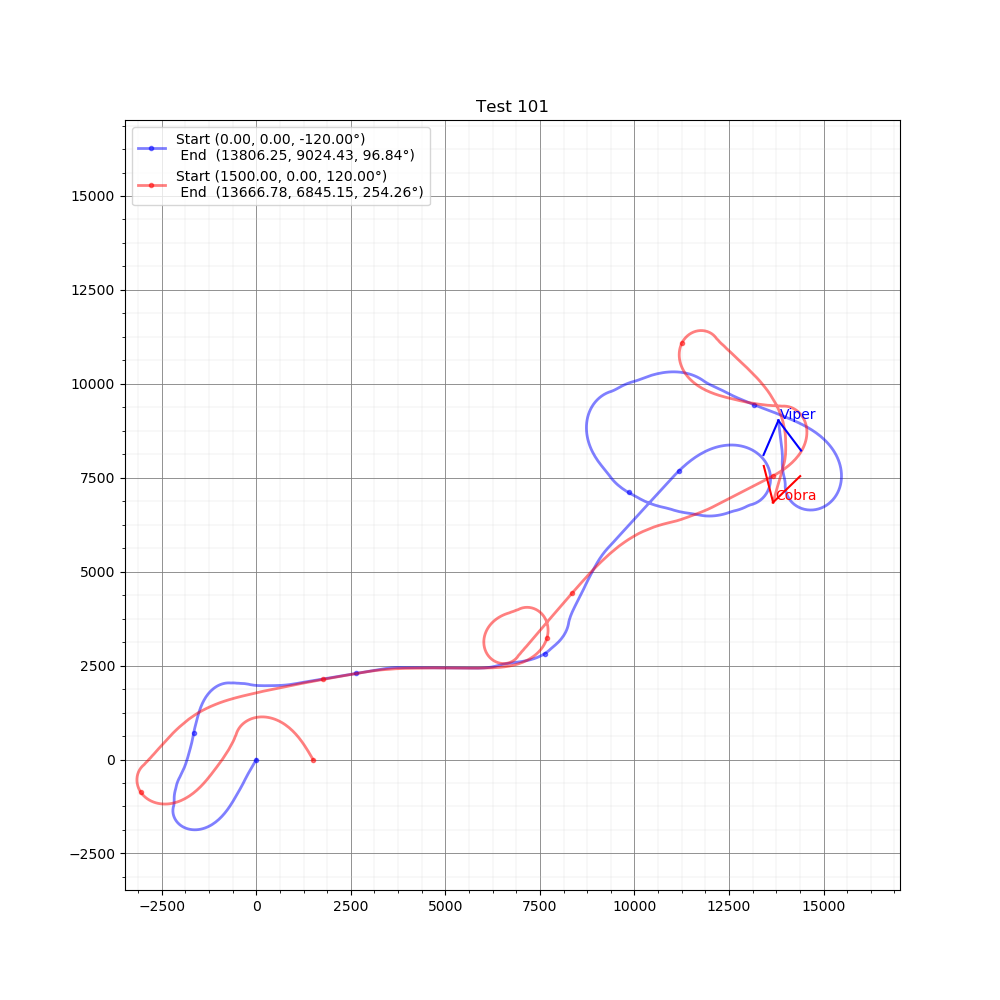 Test 101
Start (0.00, 0.00, -120.00°)
End  (13806.25, 9024.43, 96.84°)
Start (1500.00, 0.00, 120.00°)
End  (13666.78, 6845.15, 254.26°)
15000
12500
10000
7500
5000
2500
0
−2500
Viper
Cobra
−2500 0 2500 5000 7500 10000 12500 15000